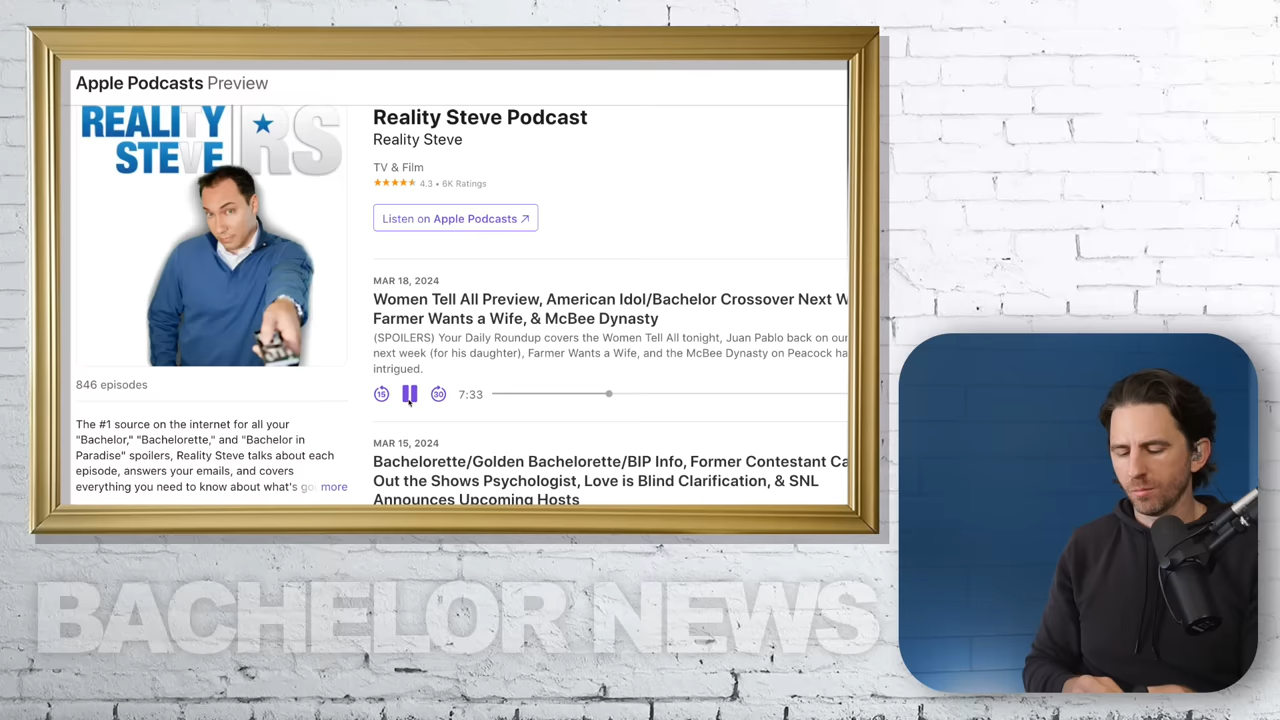 Apple Podcasts Preview
REALITY
STEVE
RS
Reality Steve Podcast
Reality Steve
TV & Film
4.3 • 6K Ratings
Listen on Apple Podcasts ↗
MAR 18, 2024
Women Tell All Preview, American Idol/Bachelor Crossover Next W
Farmer Wants a Wife, & McBee Dynasty
(SPOILERS) Your Daily Roundup covers the Women Tell All tonight, Juan Pablo back on our
next week (for his daughter), Farmer Wants a Wife, and the McBee Dynasty on Peacock ha
intrigued.
15
30
7:33
846 episodes
The #1 source on the internet for all your
"Bachelor," "Bachelorette," and "Bachelor in
Paradise" spoilers, Reality Steve talks about each
episode, answers your emails, and covers
everything you need to know about what's go more
MAR 15, 2024
Bachelorette/Golden Bachelorette/BIP Info, Former Contestant Ca
Out the Shows Psychologist, Love is Blind Clarification, & SNL
Announces Upcoming Hosts
BACHELOR NEWS